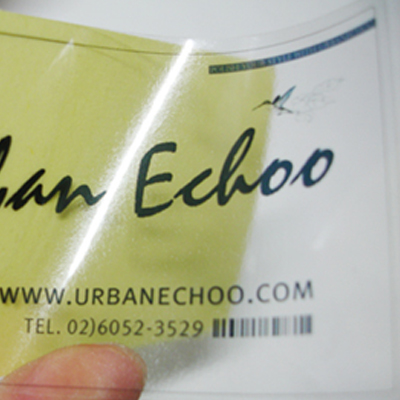 ban Echoo
WWW.URBANECHOO.COM
TEL. 02)6052-3529